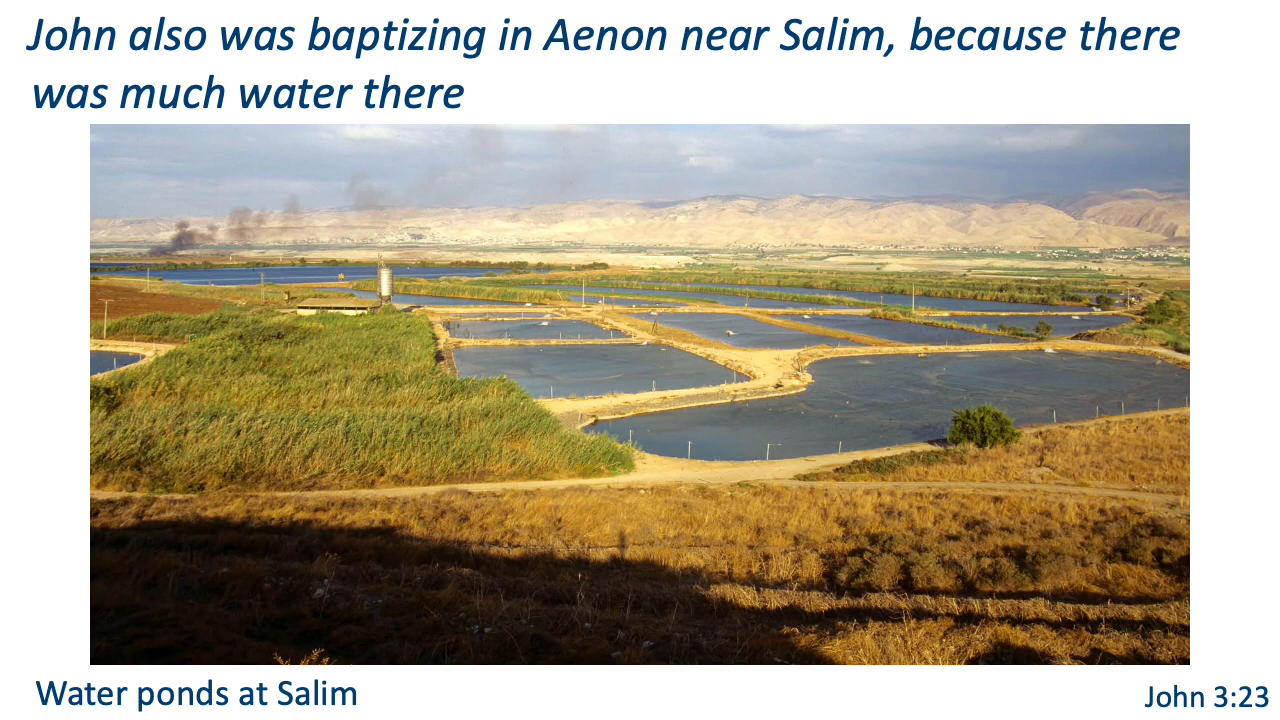 John also was baptizing in Aenon near Salim, because there
was much water there
Water ponds at Salim
John 3:23